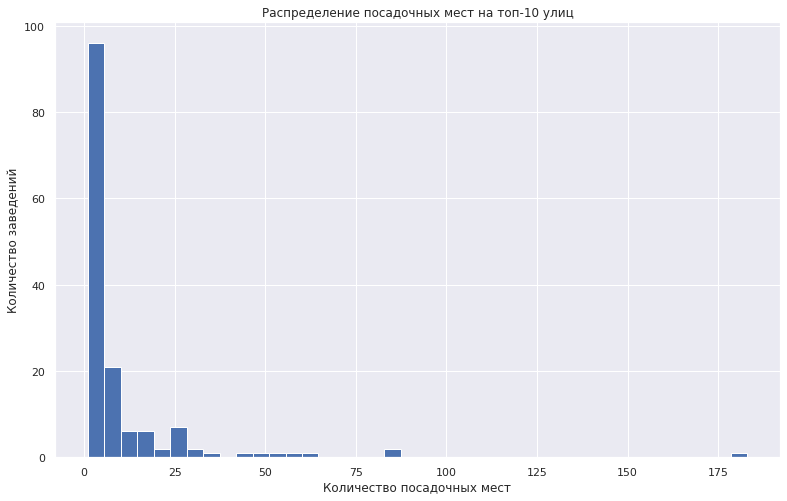 Распределение посадочных мест на топ-10 улиц
100
80
60
40
20
0
Количество заведений
0 25 50 75 100 125 150 175
Количество посадочных мест